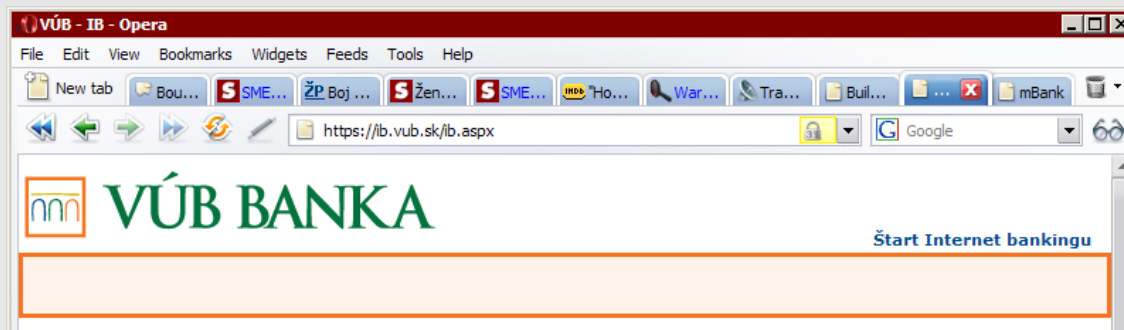 VÚB - IB - Opera
File Edit View Bookmarks Widgets Feeds Tools Help
New tab Bou... S SME... ŽP Boj ... S Žen... S SME... IMDb "Ho... War... Tra... Buil... ... mBank
https://ib.vub.sk/ib.aspx G Google
VÚB BANKA
Štart Internet bankingu